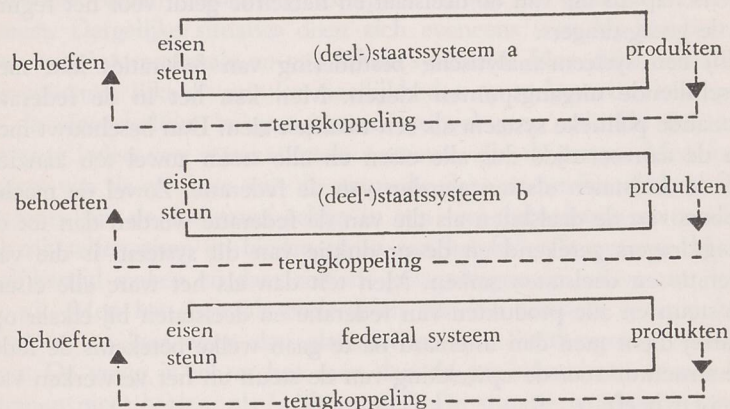 behoeften eisen steun (deel-)staatssysteem a produkten
terugkoppeling
behoeften eisen steun (deel-)staatssysteem b produkten
terugkoppeling
behoeften eisen steun federaal systeem produkten
terugkoppeling